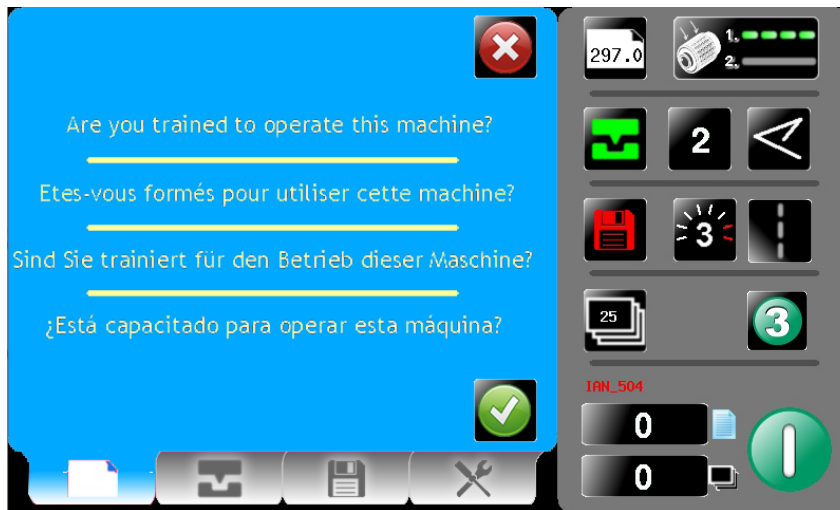 Are you trained to operate this machine?
Etes-vous formés pour utiliser cette machine?
Sind Sie trainiert für den Betrieb dieser Maschine?
¿Está capacitado para operar esta máquina?
297.0
1.
2.
2
3
25
3
IAN_504
0
0